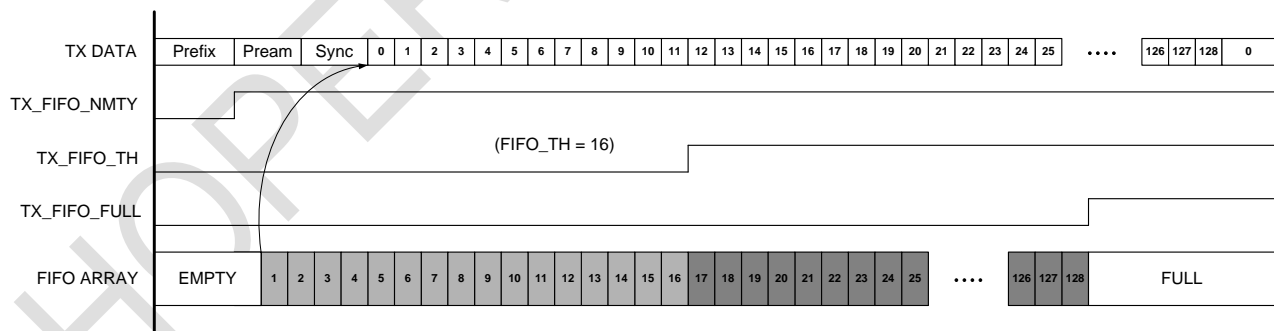 TX DATA Prefix Pream Sync 0 1 2 3 4 5 6 7 8 9 10 11 12 13 14 15 16 17 18 19 20 21 22 23 24 25 .... 126 127 128 0
TX_FIFO_NMTY
TX_FIFO_TH (FIFO_TH = 16)
TX_FIFO_FULL
FIFO ARRAY EMPTY 1 2 3 4 5 6 7 8 9 10 11 12 13 14 15 16 17 18 19 20 21 22 23 24 25 .... 126 127 128 FULL